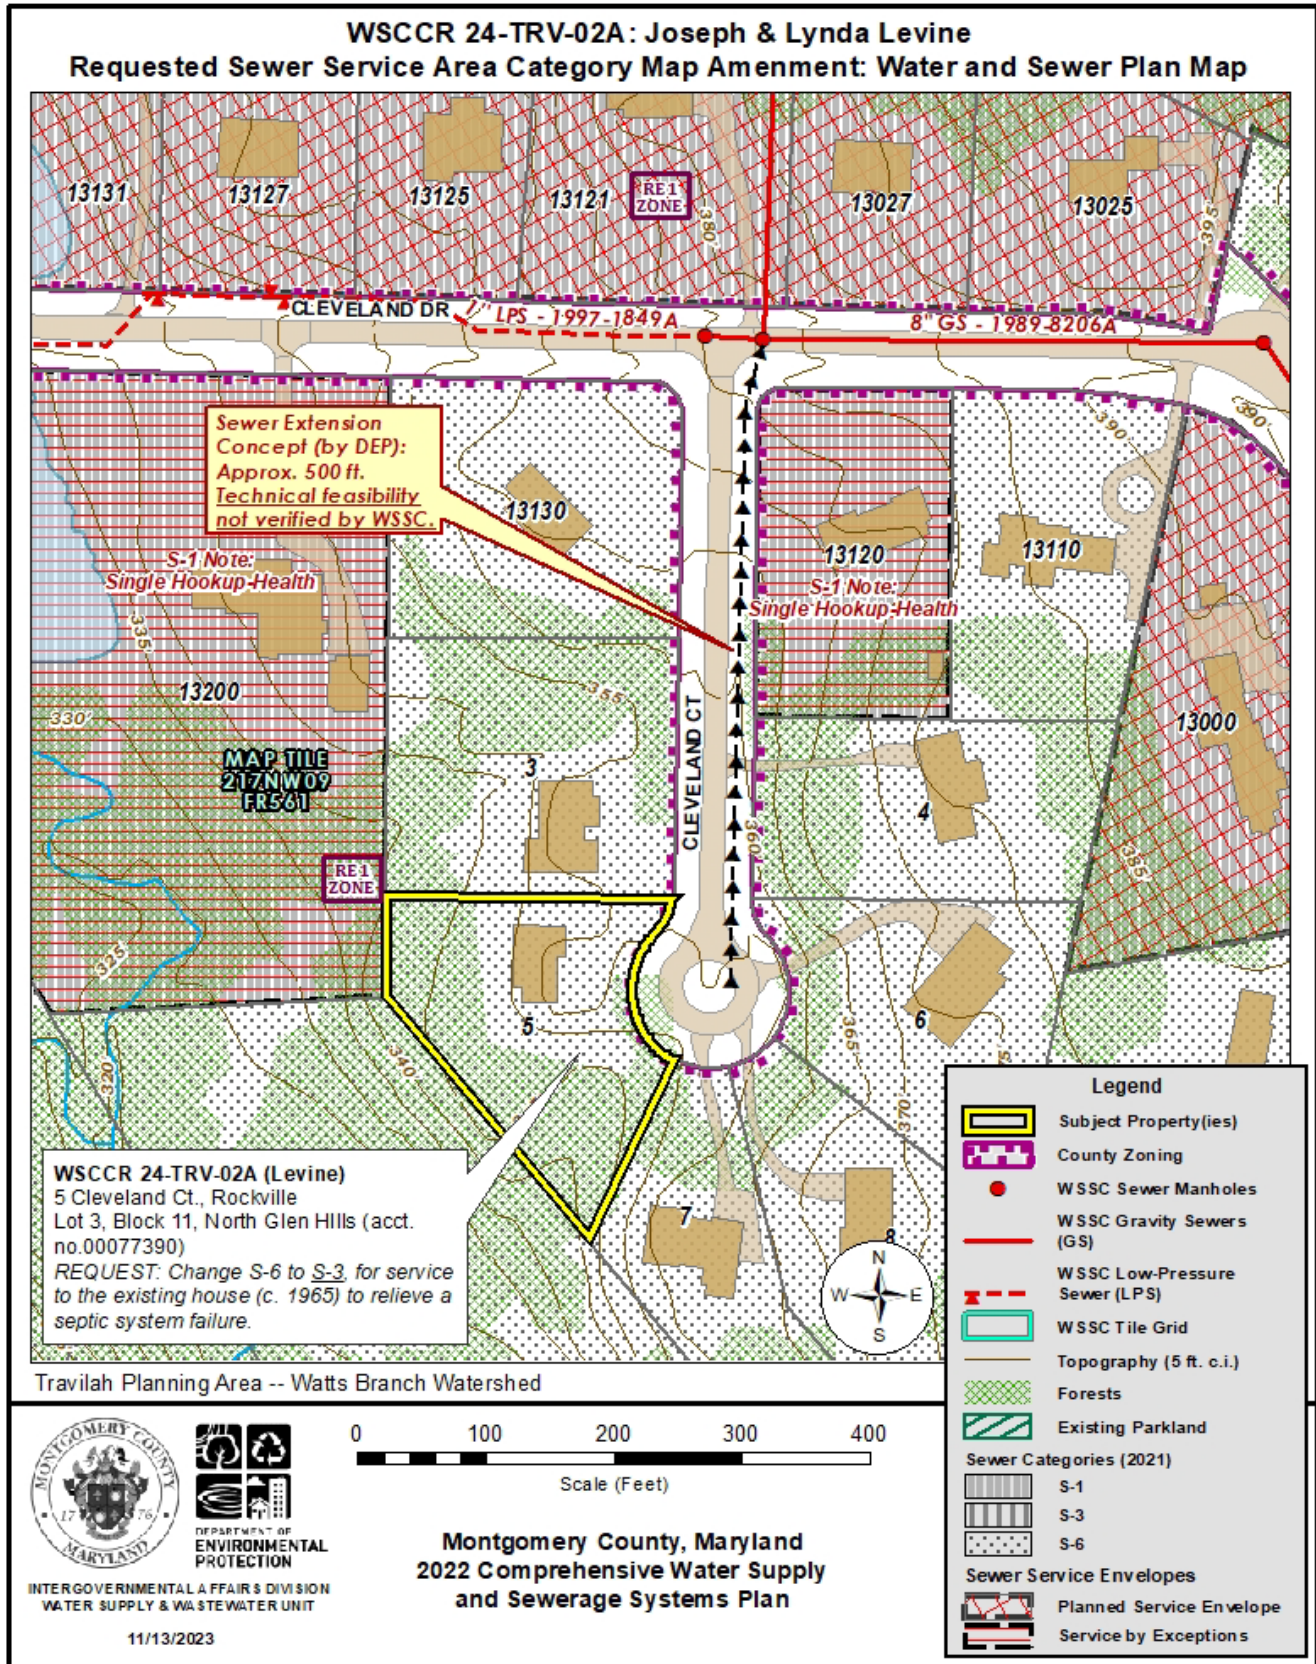 WSCCR 24-TRV-02A: Joseph & Lynda Levine
Requested Sewer Service Area Category Map Amenment: Water and Sewer Plan Map
13131
13127
13125
13121
RE1
ZONE
380'
13027
13025
395'
CLEVELAND DR
LPS - 1997-1849A
8" GS - 1989-8206A
Sewer Extension
Concept (by DEP):
Approx. 500 ft.
Technical feasibility
not verified by WSSC.
13130
S-1 Note:
Single Hookup-Health
13120
S-1 Note:
Single Hookup-Health
13110
390'
390'
335'
13200
330'
355
MAP TILE
217NW09
FR561
3
CLEVELAND CT
4
13000
360'
385'
RE1
ZONE
325
5
6
365
340'
320'
370
7
8
WSCCR 24-TRV-02A (Levine)
5 Cleveland Ct., Rockville
Lot 3, Block 11, North Glen HIlls (acct.
no.00077390)
REQUEST: Change S-6 to S-3, for service
to the existing house (c. 1965) to relieve a
septic system failure.
N
W
E
S
Legend
Subject Property(ies)
County Zoning
WSSC Sewer Manholes
WSSC Gravity Sewers
(GS)
WSSC Low-Pressure
Sewer (LPS)
WSSC Tile Grid
Topography (5 ft. c.i.)
Forests
Existing Parkland
Sewer Categories (2021)
S-1
S-3
S-6
Sewer Service Envelopes
Planned Service Envelope
Service by Exceptions
Travilah Planning Area -- Watts Branch Watershed
MONTGOMERY COUNTY
17 76
MARYLAND
DEPARTMENT OF
ENVIRONMENTAL
PROTECTION
INTERGOVERNMENTAL AFFAIRS DIVISION
WATER SUPPLY & WASTEWATER UNIT
11/13/2023
0 100 200 300 400
Scale (Feet)
Montgomery County, Maryland
2022 Comprehensive Water Supply
and Sewerage Systems Plan